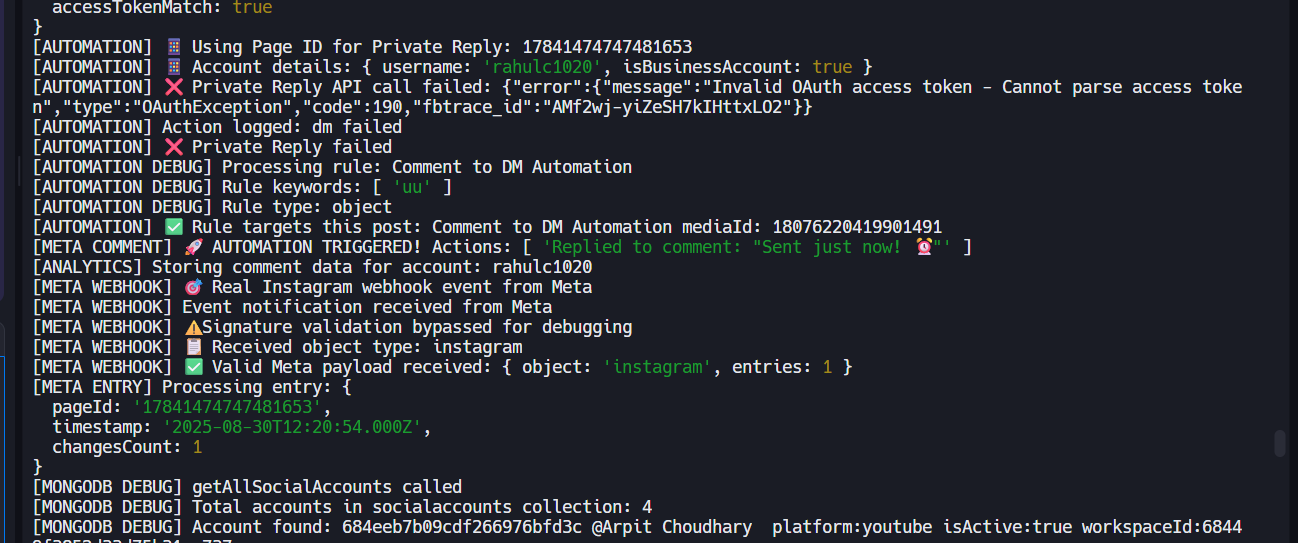 accessTokenMatch: true
}
[AUTOMATION] 🏢 Using Page ID for Private Reply: 17841474747481653
[AUTOMATION] 🏢 Account details: { username: 'rahulc1020', isBusinessAccount: true }
[AUTOMATION] ❌ Private Reply API call failed: {"error":{"message":"Invalid OAuth access token - Cannot parse access toke
n","type":"OAuthException","code":190,"fbtrace_id":"AMf2wj-yiZeSH7kIHttxLO2"}}
[AUTOMATION] Action logged: dm failed
[AUTOMATION] ❌ Private Reply failed
[AUTOMATION DEBUG] Processing rule: Comment to DM Automation
[AUTOMATION DEBUG] Rule keywords: [ 'uu' ]
[AUTOMATION DEBUG] Rule type: object
[AUTOMATION] ✅ Rule targets this post: Comment to DM Automation mediaId: 18076220419901491
[META COMMENT] 🚀 AUTOMATION TRIGGERED! Actions: [ 'Replied to comment: "Sent just now! ⏰"' ]
[ANALYTICS] Storing comment data for account: rahulc1020
[META WEBHOOK] 🎯 Real Instagram webhook event from Meta
[META WEBHOOK] Event notification received from Meta
[META WEBHOOK] ⚠️Signature validation bypassed for debugging
[META WEBHOOK] 📋 Received object type: instagram
[META WEBHOOK] ✅ Valid Meta payload received: { object: 'instagram', entries: 1 }
[META ENTRY] Processing entry: {
pageId: '17841474747481653',
timestamp: '2025-08-30T12:20:54.000Z',
changesCount: 1
}
[MONGODB DEBUG] getAllSocialAccounts called
[MONGODB DEBUG] Total accounts in socialaccounts collection: 4
[MONGODB DEBUG] Account found: 684eeb7b09cdf266976bfd3c @Arpit Choudhary  platform:youtube isActive:true workspaceId:6844